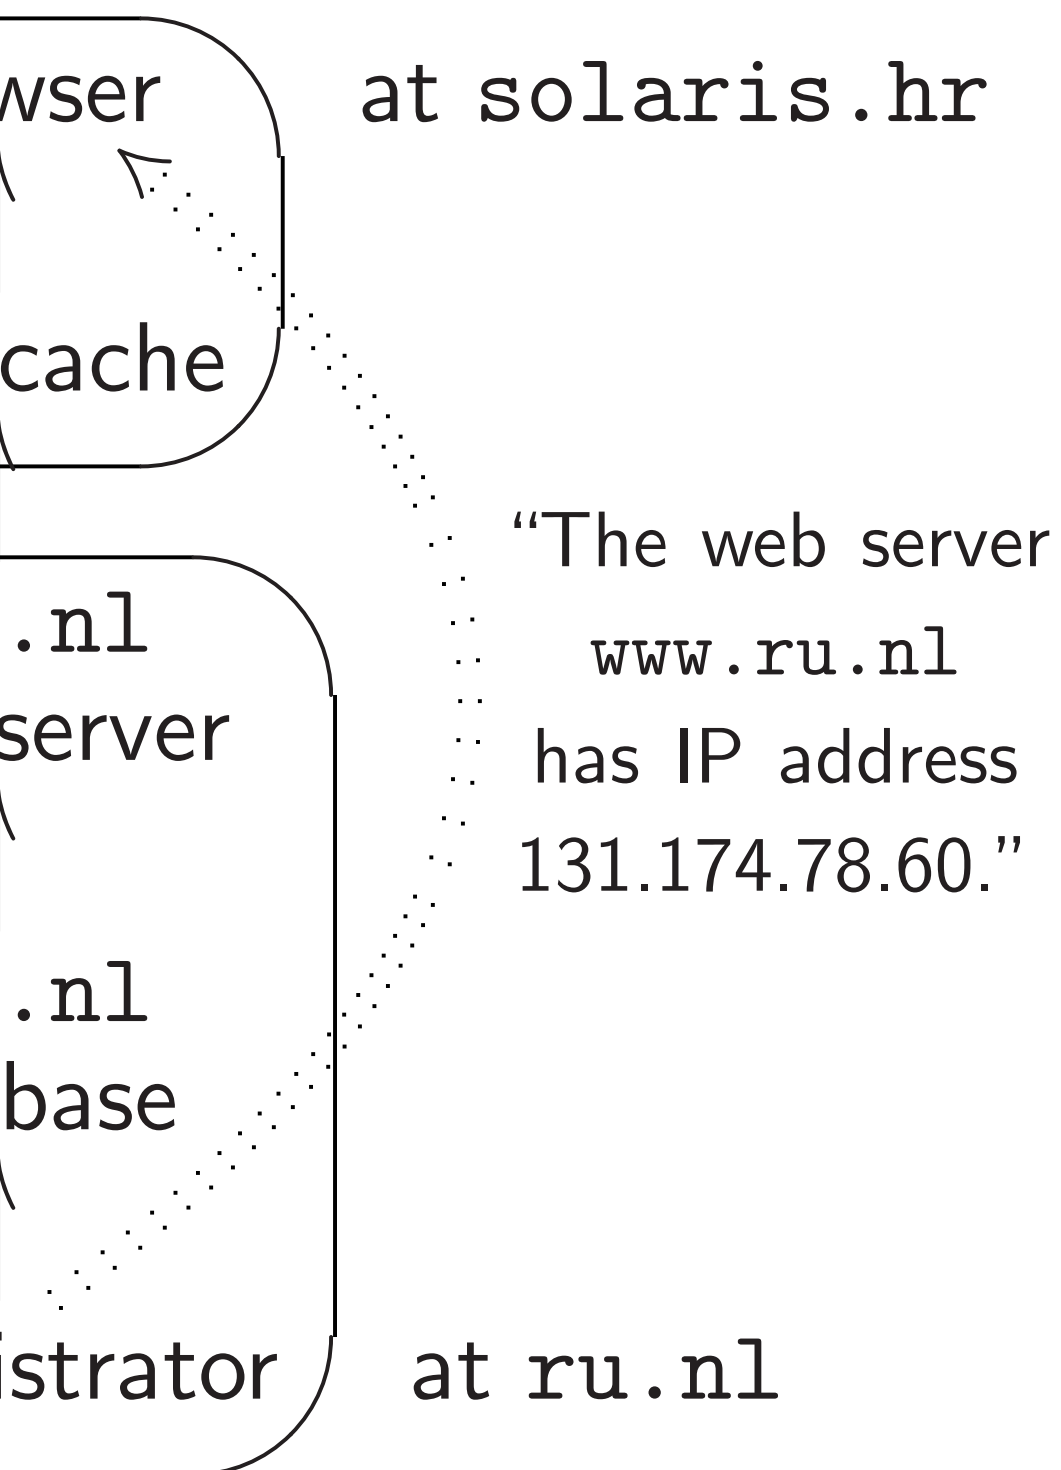 wser at solaris.hr
cache
“The web server
.nl
www.ru.nl
server
has IP address
131.174.78.60.”
.nl
base
istrator at ru.nl